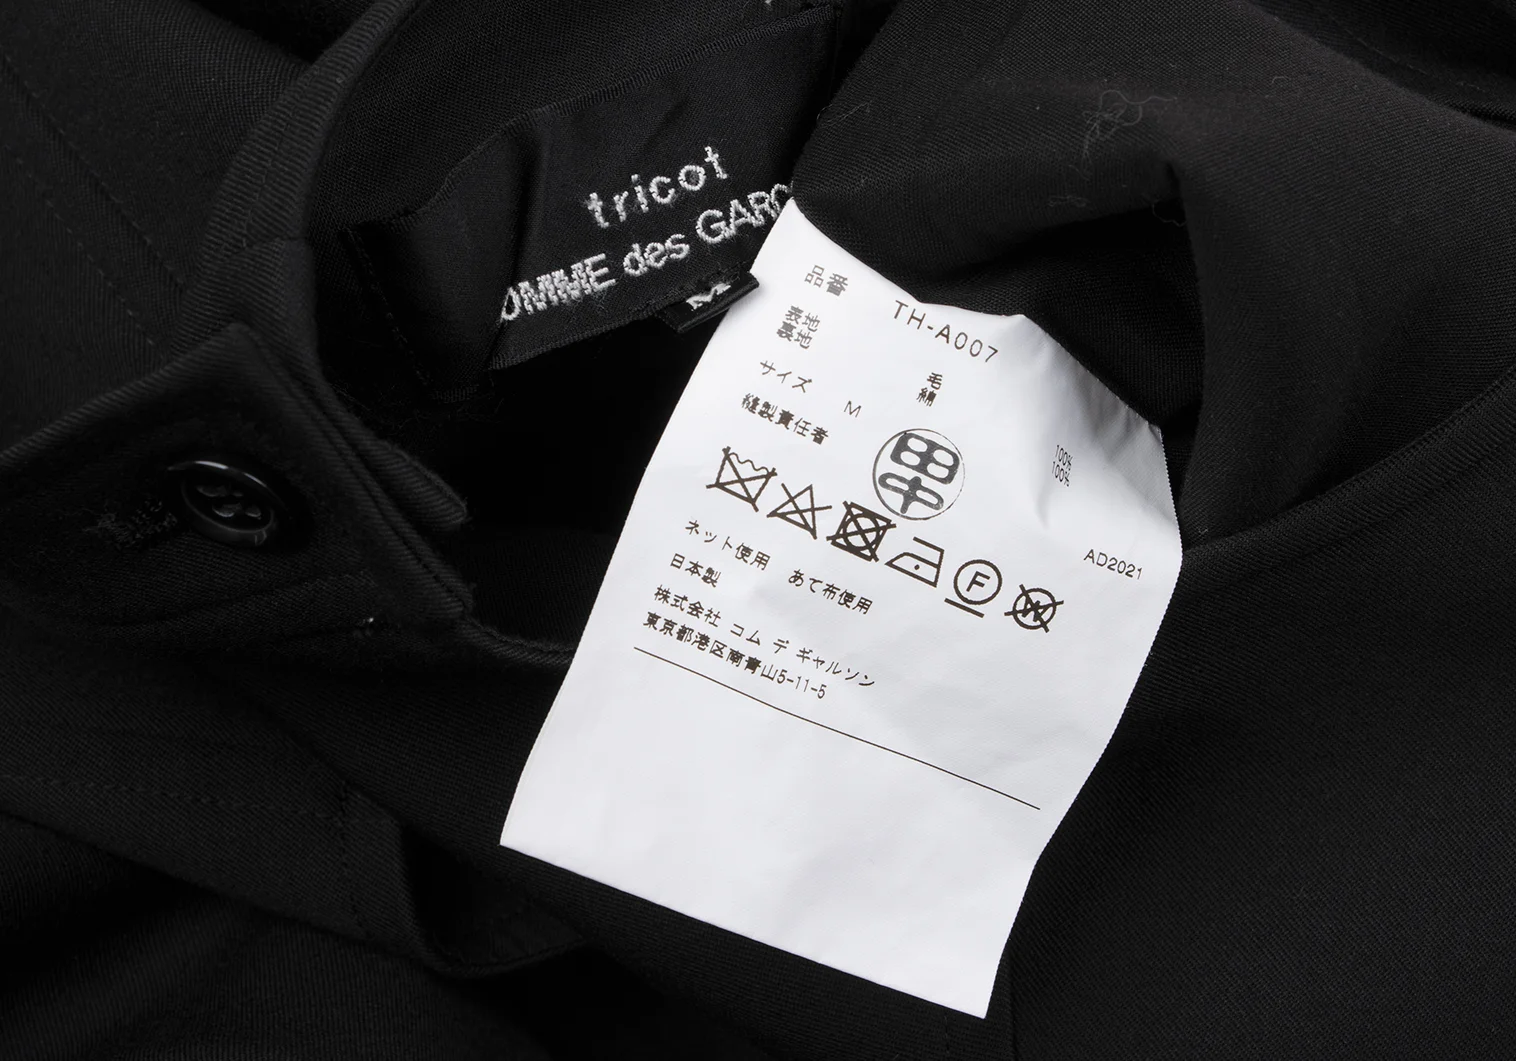 tricot
OMME des GARÇ
M
品番 TH-A007
表地 毛 100%
裏地 綿 100%
サイズ M
縫製責任者 田中
F
W
AD2021
ネット使用 あて布使用
日本製
株式会社 コム デ ギャルソン
東京都港区南青山5-11-5